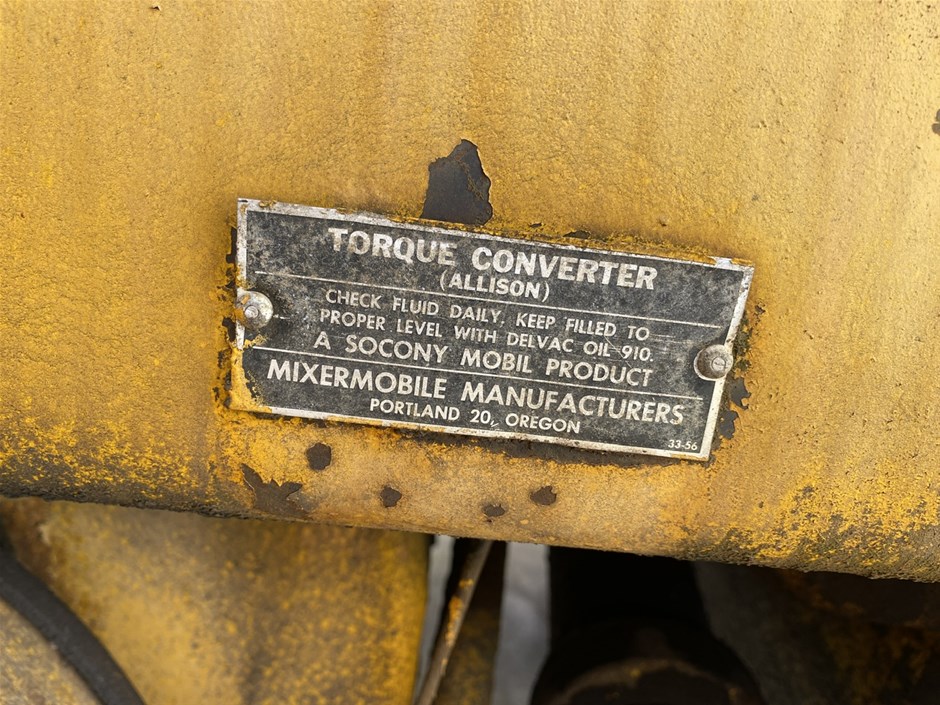 TORQUE CONVERTER
(ALLISON)
CHECK FLUID DAILY. KEEP FILLED TO
PROPER LEVEL WITH DELVAC OIL 910.
A SOCONY MOBIL PRODUCT
MIXERMOBILE MANUFACTURERS
PORTLAND 20, OREGON
33-56